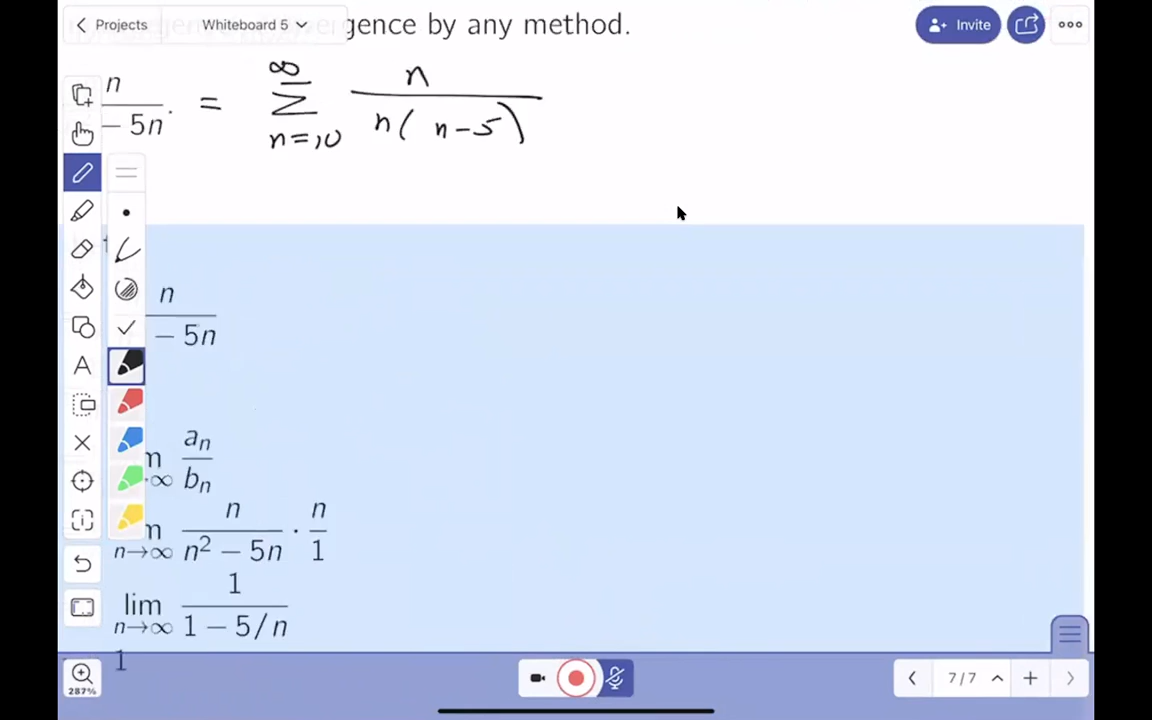 Projects
Whiteboard 5
gence by any method.
Invite
n / − 5n . = ∞ Σ n=10 n / n( n−5)
n / − 5n
m ∞ aₙ / bₙ
m n→∞ n / n² − 5n · n / 1
lim n→∞ 1 / 1 − 5/n
1
A
287%
7/7